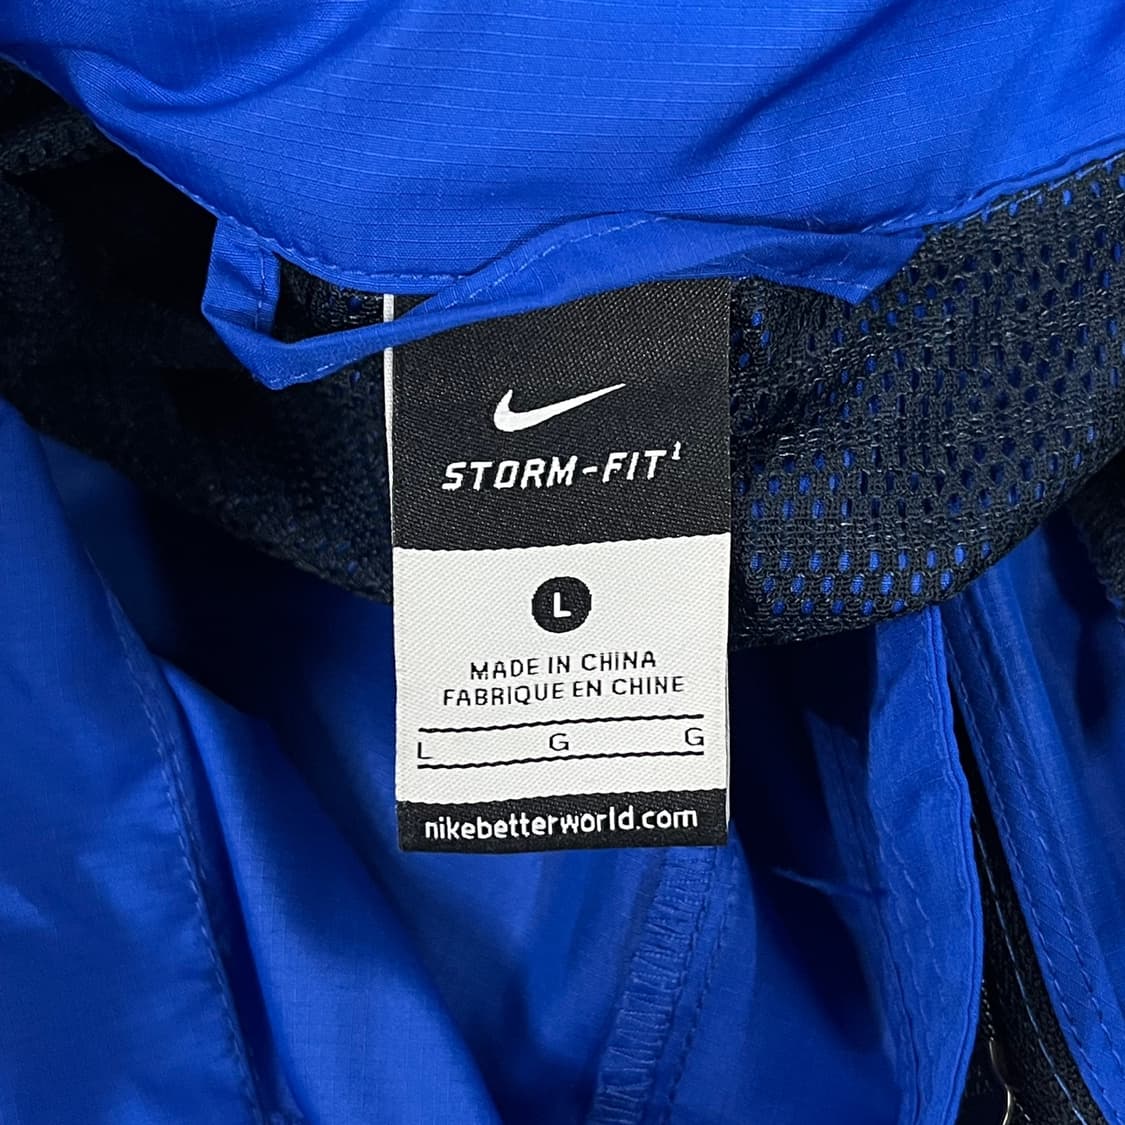 STORM-FIT¹
L
MADE IN CHINA
FABRIQUE EN CHINE
L G G
nikebetterworld.com